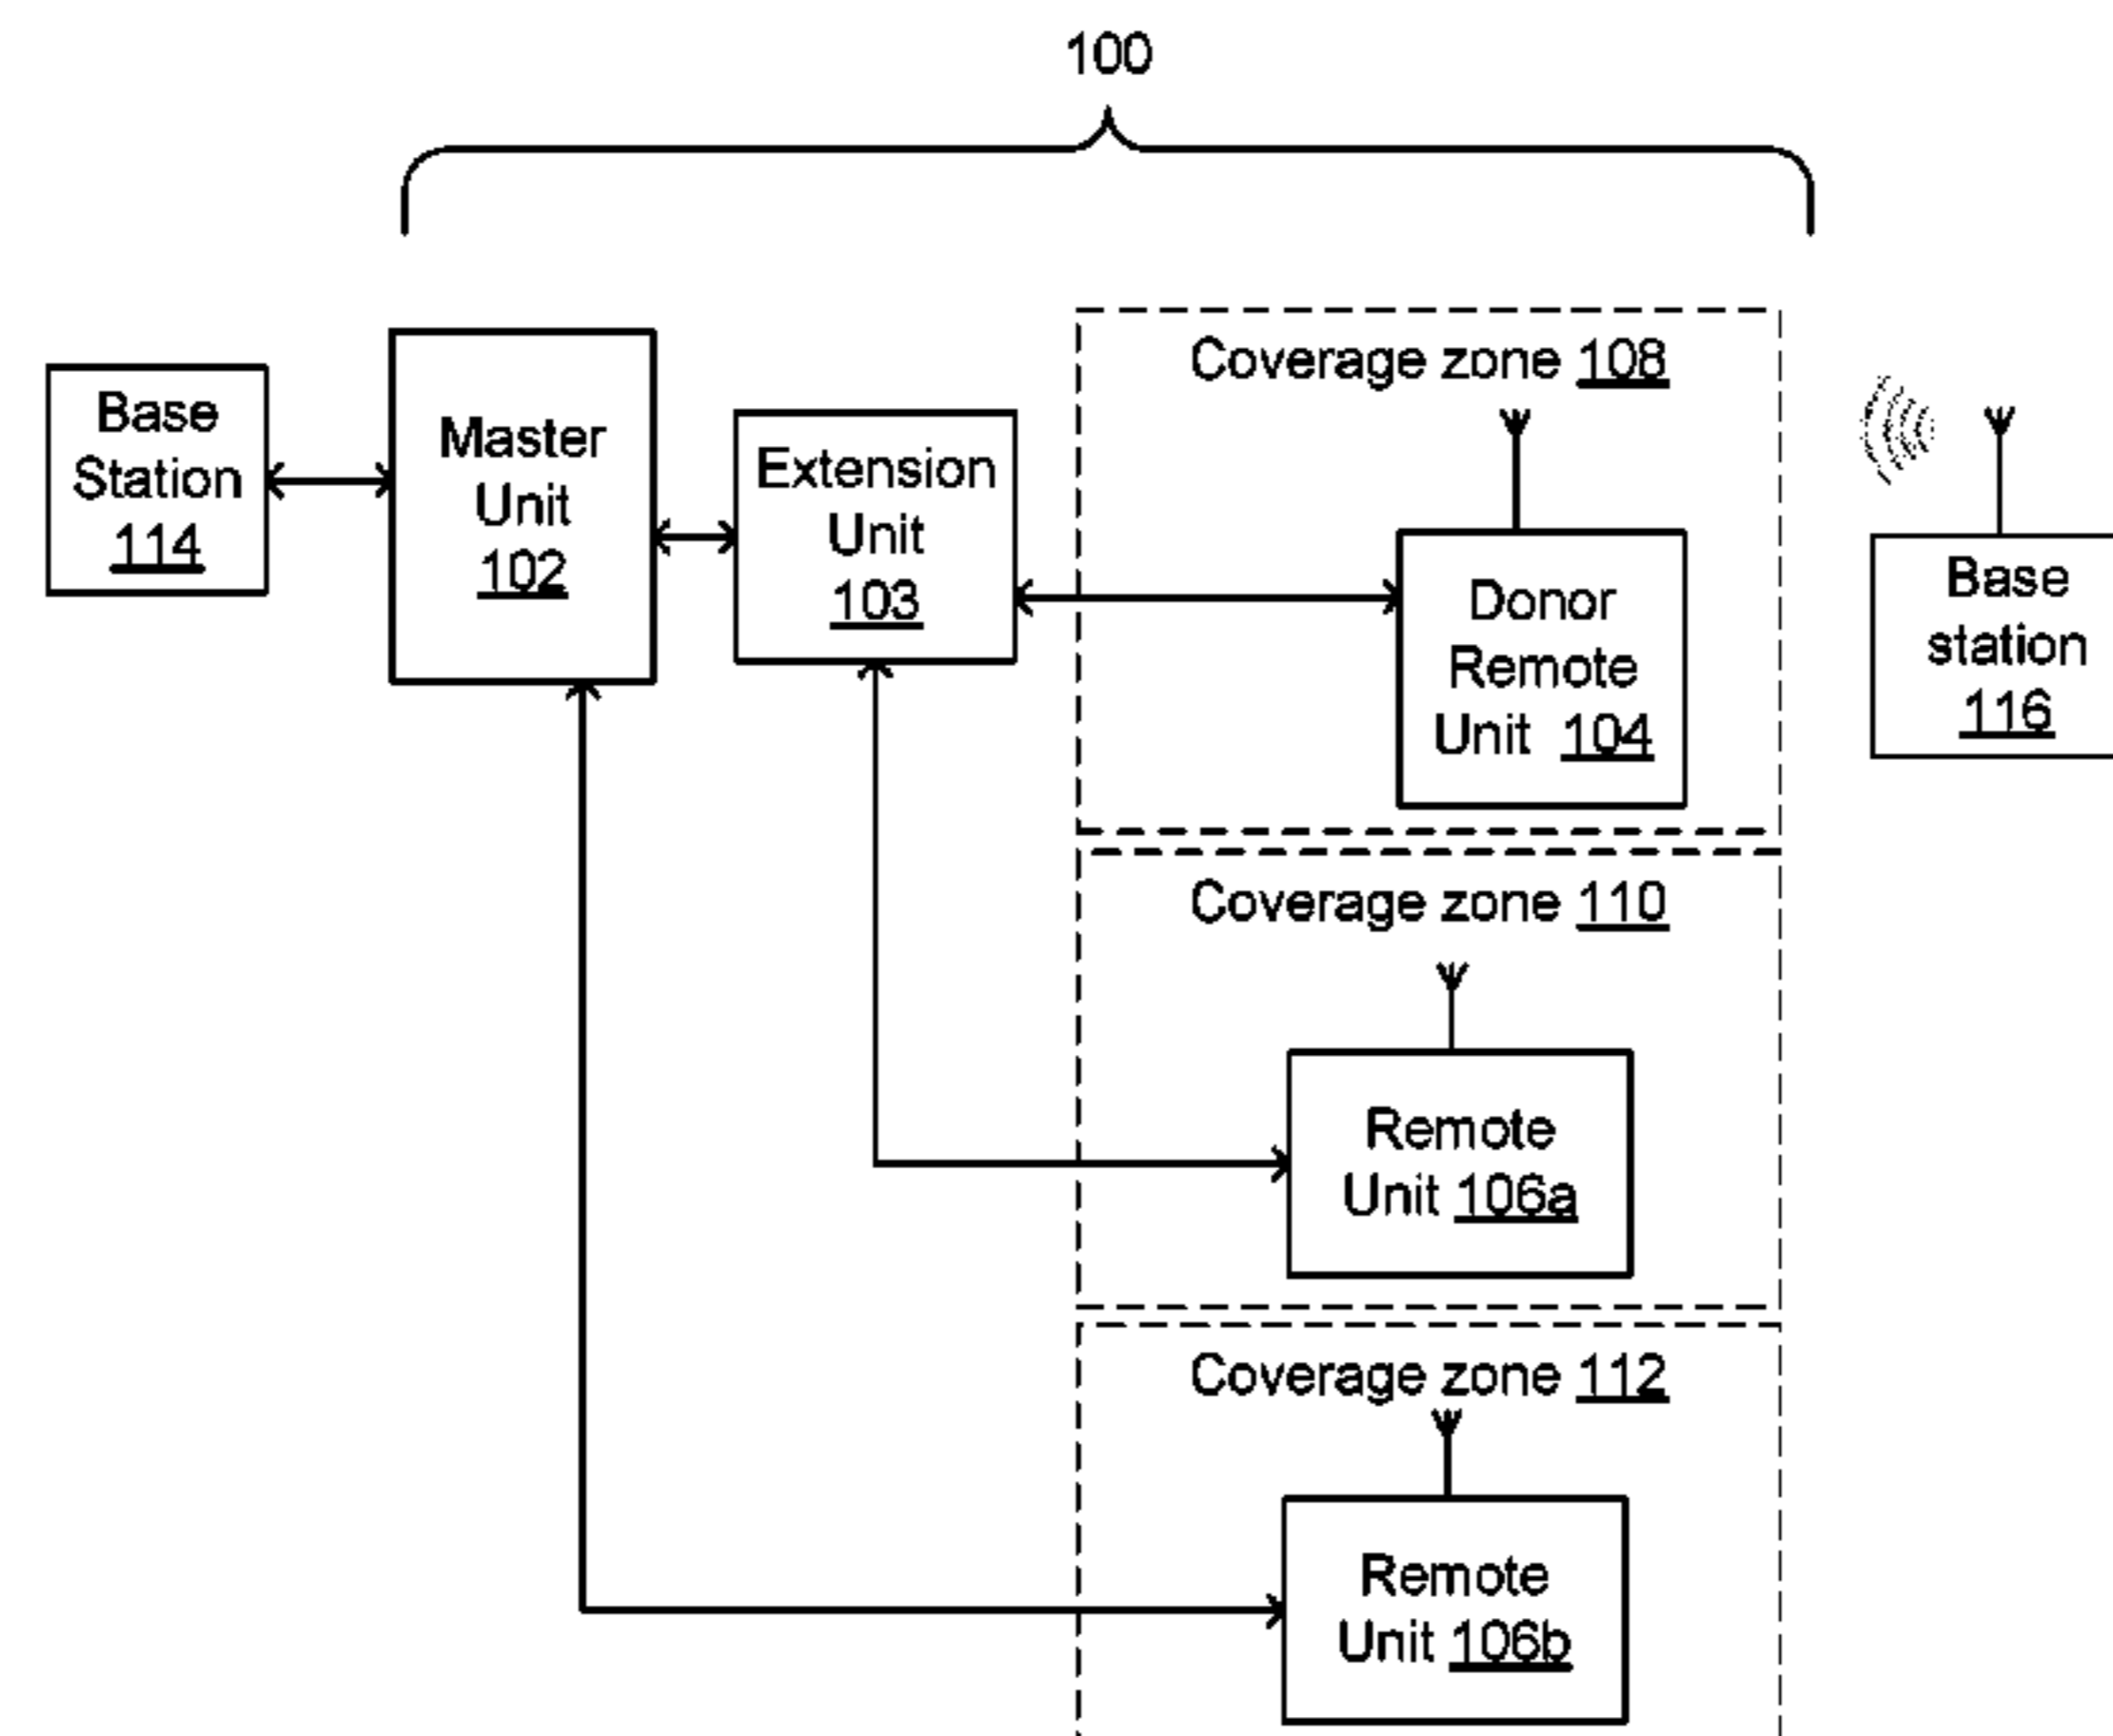 100
Base
Station
114
Master
Unit
102
Extension
Unit
103
Coverage zone 108
Donor
Remote
Unit 104
Base
station
116
Coverage zone 110
Remote
Unit 106a
Coverage zone 112
Remote
Unit 106b